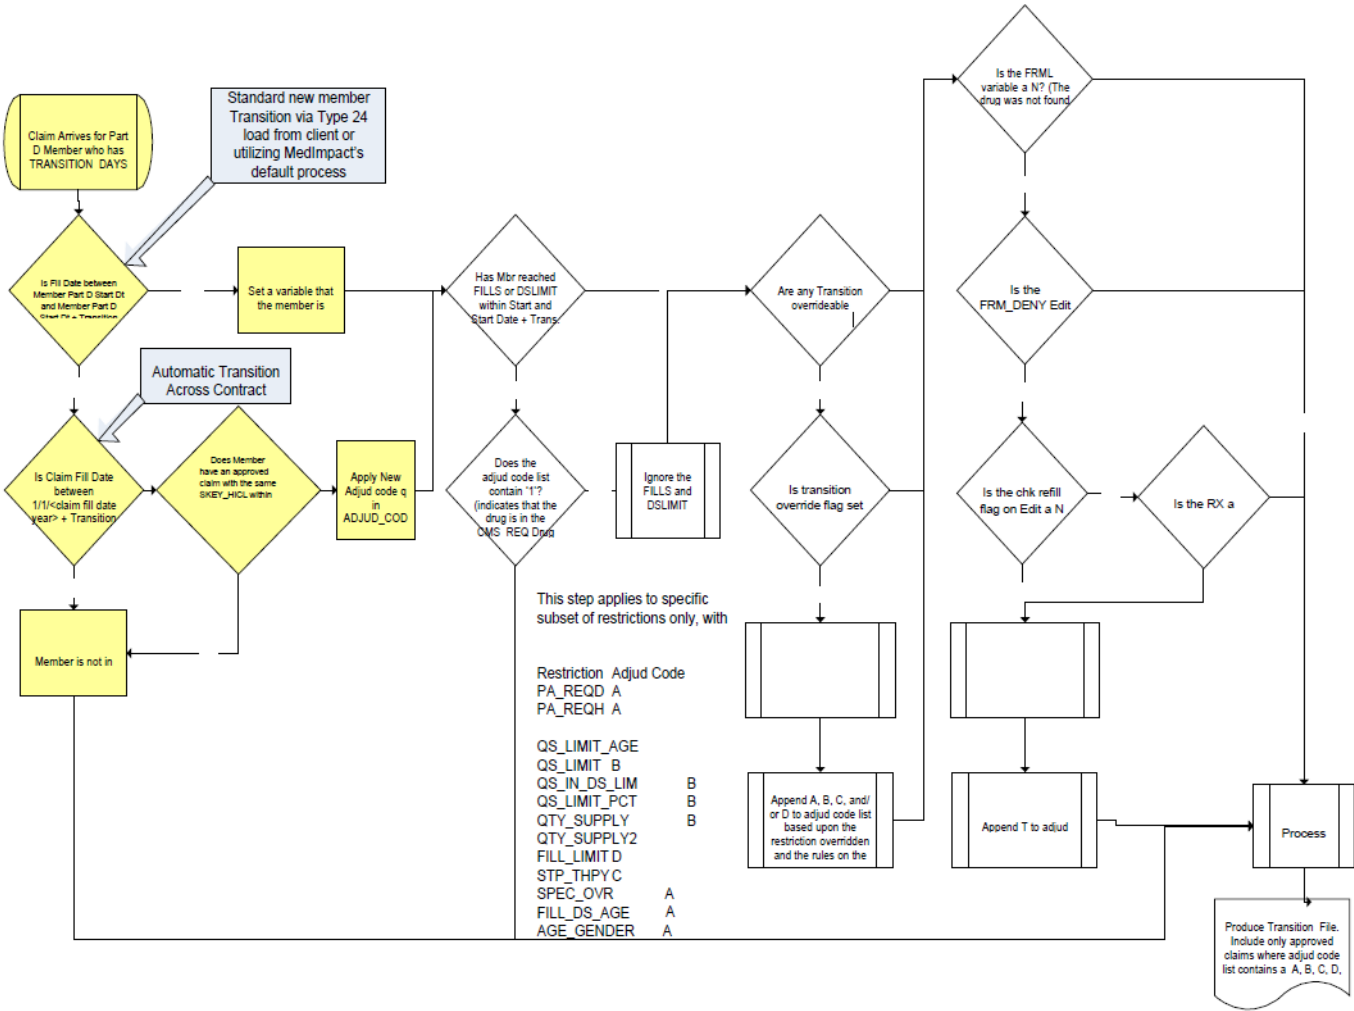 Claim Arrives for Part
D Member who has
TRANSITION DAYS
Standard new member
Transition via Type 24
load from client or
utilizing MedImpact's
default process
Is Fill Date between
Member Part D Start Dt
and Member Part D
Start Dt + Transition
Set a variable that
the member is
Has Mbr reached
FILLS or DSLIMIT
within Start and
Start Date + Trans.
Are any Transition
overrideable
Is the FRML
variable a N? (The
drug was not found
Is the
FRM_DENY Edit
Automatic Transition
Across Contract
Is Claim Fill Date
between
1/1/<claim fill date
year> + Transition
Does Member
have an approved
claim with the same
SKEY_HICL within
Apply New
Adjud code q
in
ADJUD_COD
Does the
adjud code list
contain '1'?
(indicates that the
drug is in the
CMS_REQ Drug
Ignore the
FILLS and
DSLIMIT
Is transition
override flag set
Is the chk refill
flag on Edit a N
Is the RX a
Member is not in
This step applies to specific
subset of restrictions only, with
Restriction Adjud Code
PA_REQD A
PA_REQH A
QS_LIMIT_AGE
QS_LIMIT B
QS_IN_DS_LIM B
QS_LIMIT_PCT B
QTY_SUPPLY B
QTY_SUPPLY2
FILL_LIMIT D
STP_THPY C
SPEC_OVR A
FILL_DS_AGE A
AGE_GENDER A
Append A, B, C, and/
or D to adjud code list
based upon the
restriction overridden
and the rules on the
Append T to adjud
Process
Produce Transition File.
Include only approved
claims where adjud code
list contains a A, B, C, D,